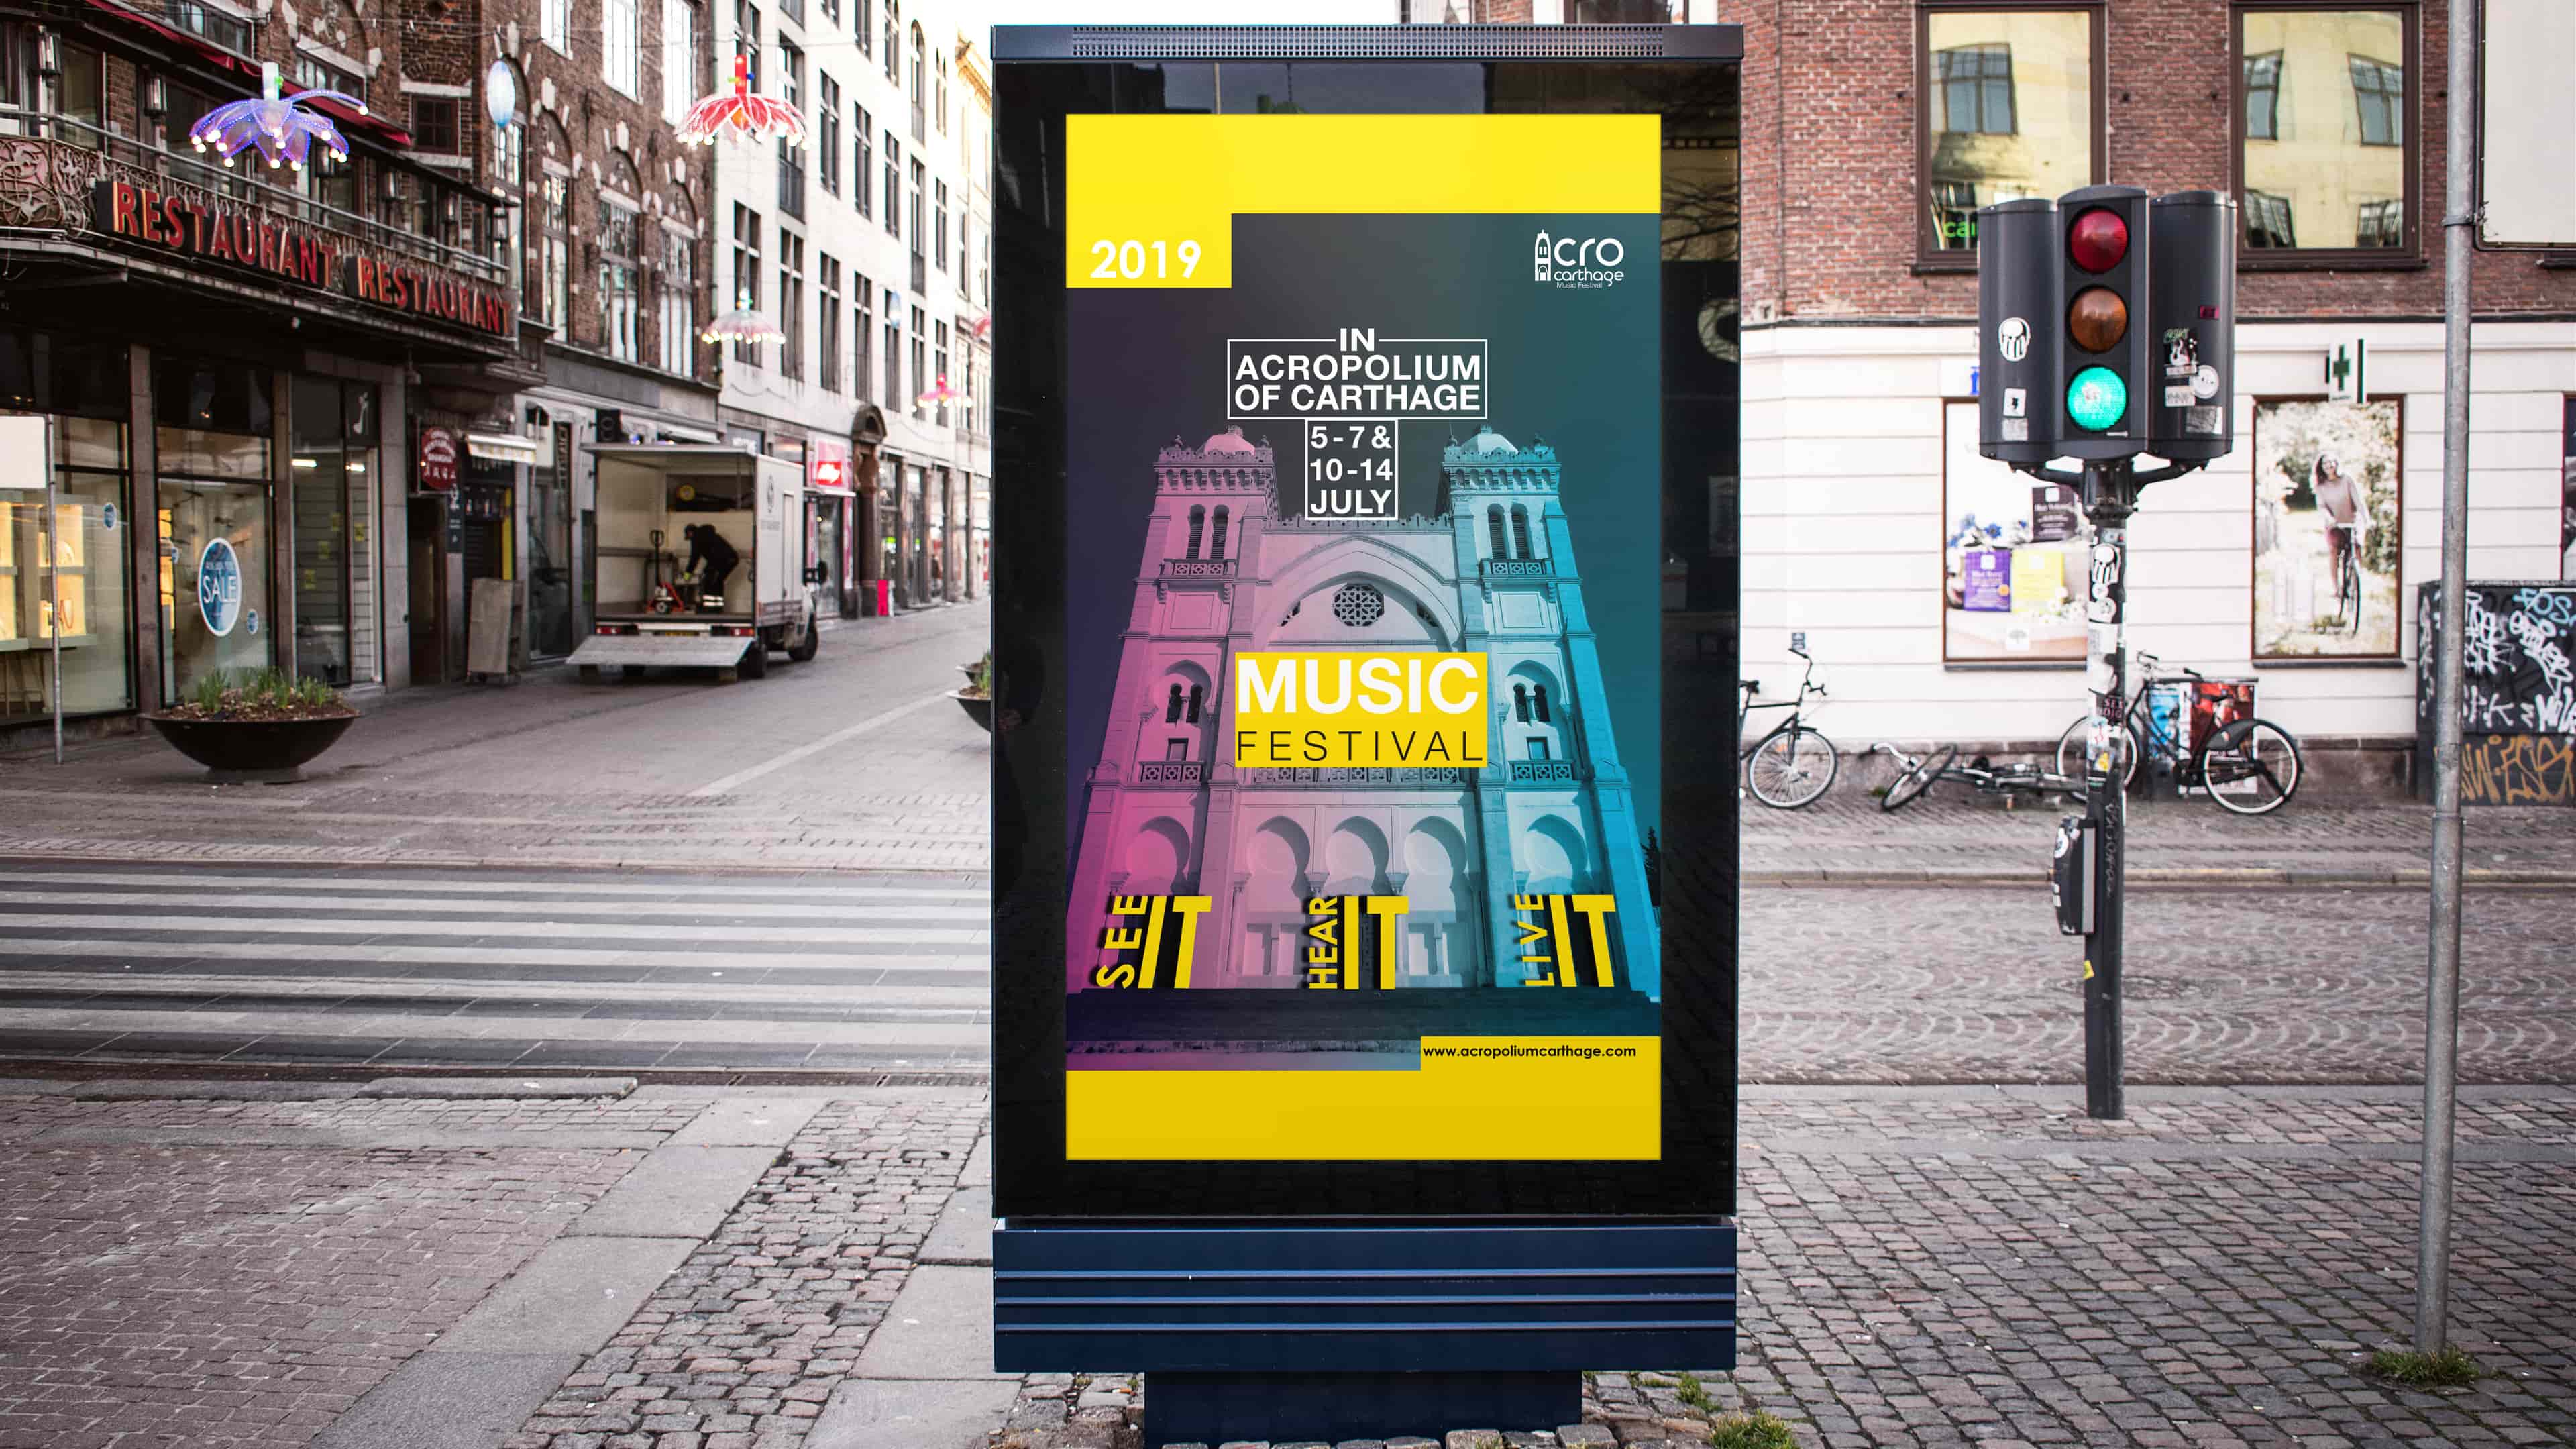 RESTAURANT RESTAURANT
SALE
2019
Acro
carthage
Music Festival
IN
ACROPOLIUM
OF CARTHAGE
5-7 &
10-14
JULY
MUSIC
FESTIVAL
SEE IT
HEAR IT
LIVE IT
www.acropoliumcarthage.com